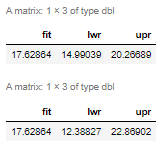 A matrix: 1 × 3 of type dbl
fit lwr upr
17.62864 14.99039 20.26689
A matrix: 1 × 3 of type dbl
fit lwr upr
17.62864 12.38827 22.86902